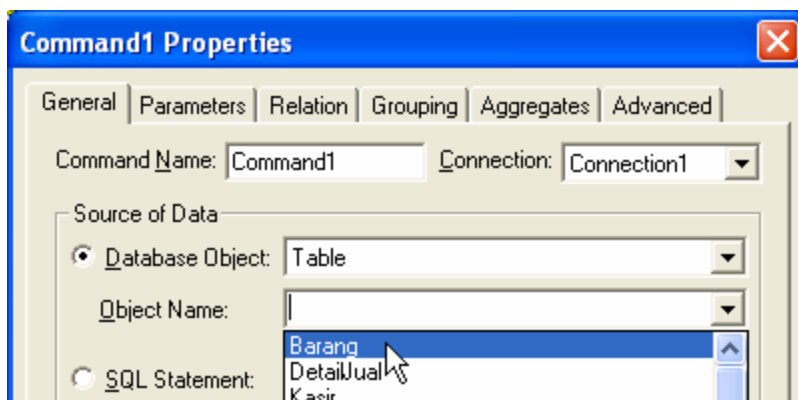 Command1 Properties
General Parameters Relation Grouping Aggregates Advanced
Command Name: Command1 Connection: Connection1
Source of Data
Database Object: Table
Object Name:
Barang
SQL Statement: DetailJual
Kasir